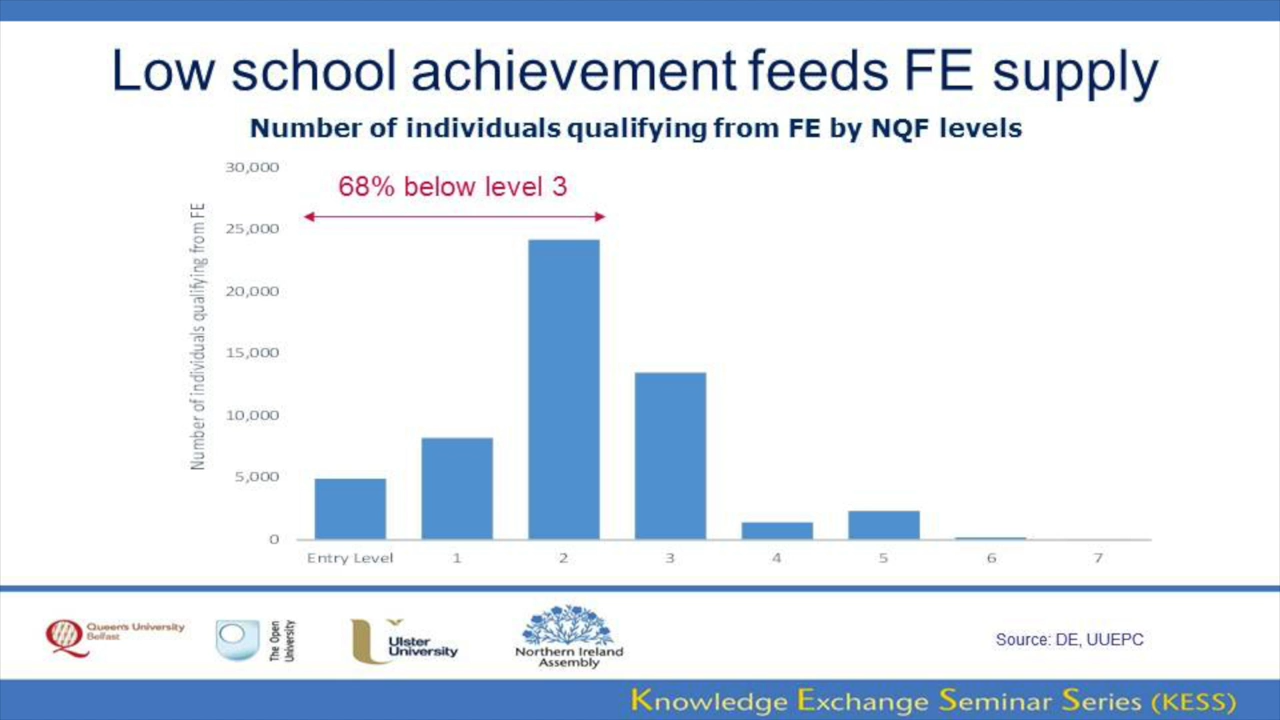 Low school achievement feeds FE supply
Number of individuals qualifying from FE by NQF levels
30,000
68% below level 3
25,000
20,000
15,000
10,000
5,000
0
Number of individuals qualifying from FE
Entry Level 1 2 3 4 5 6 7
Queen's University
Belfast
The Open
University
Ulster
University
Northern Ireland
Assembly
Source: DE, UUEPC
Knowledge Exchange Seminar Series (KESS)